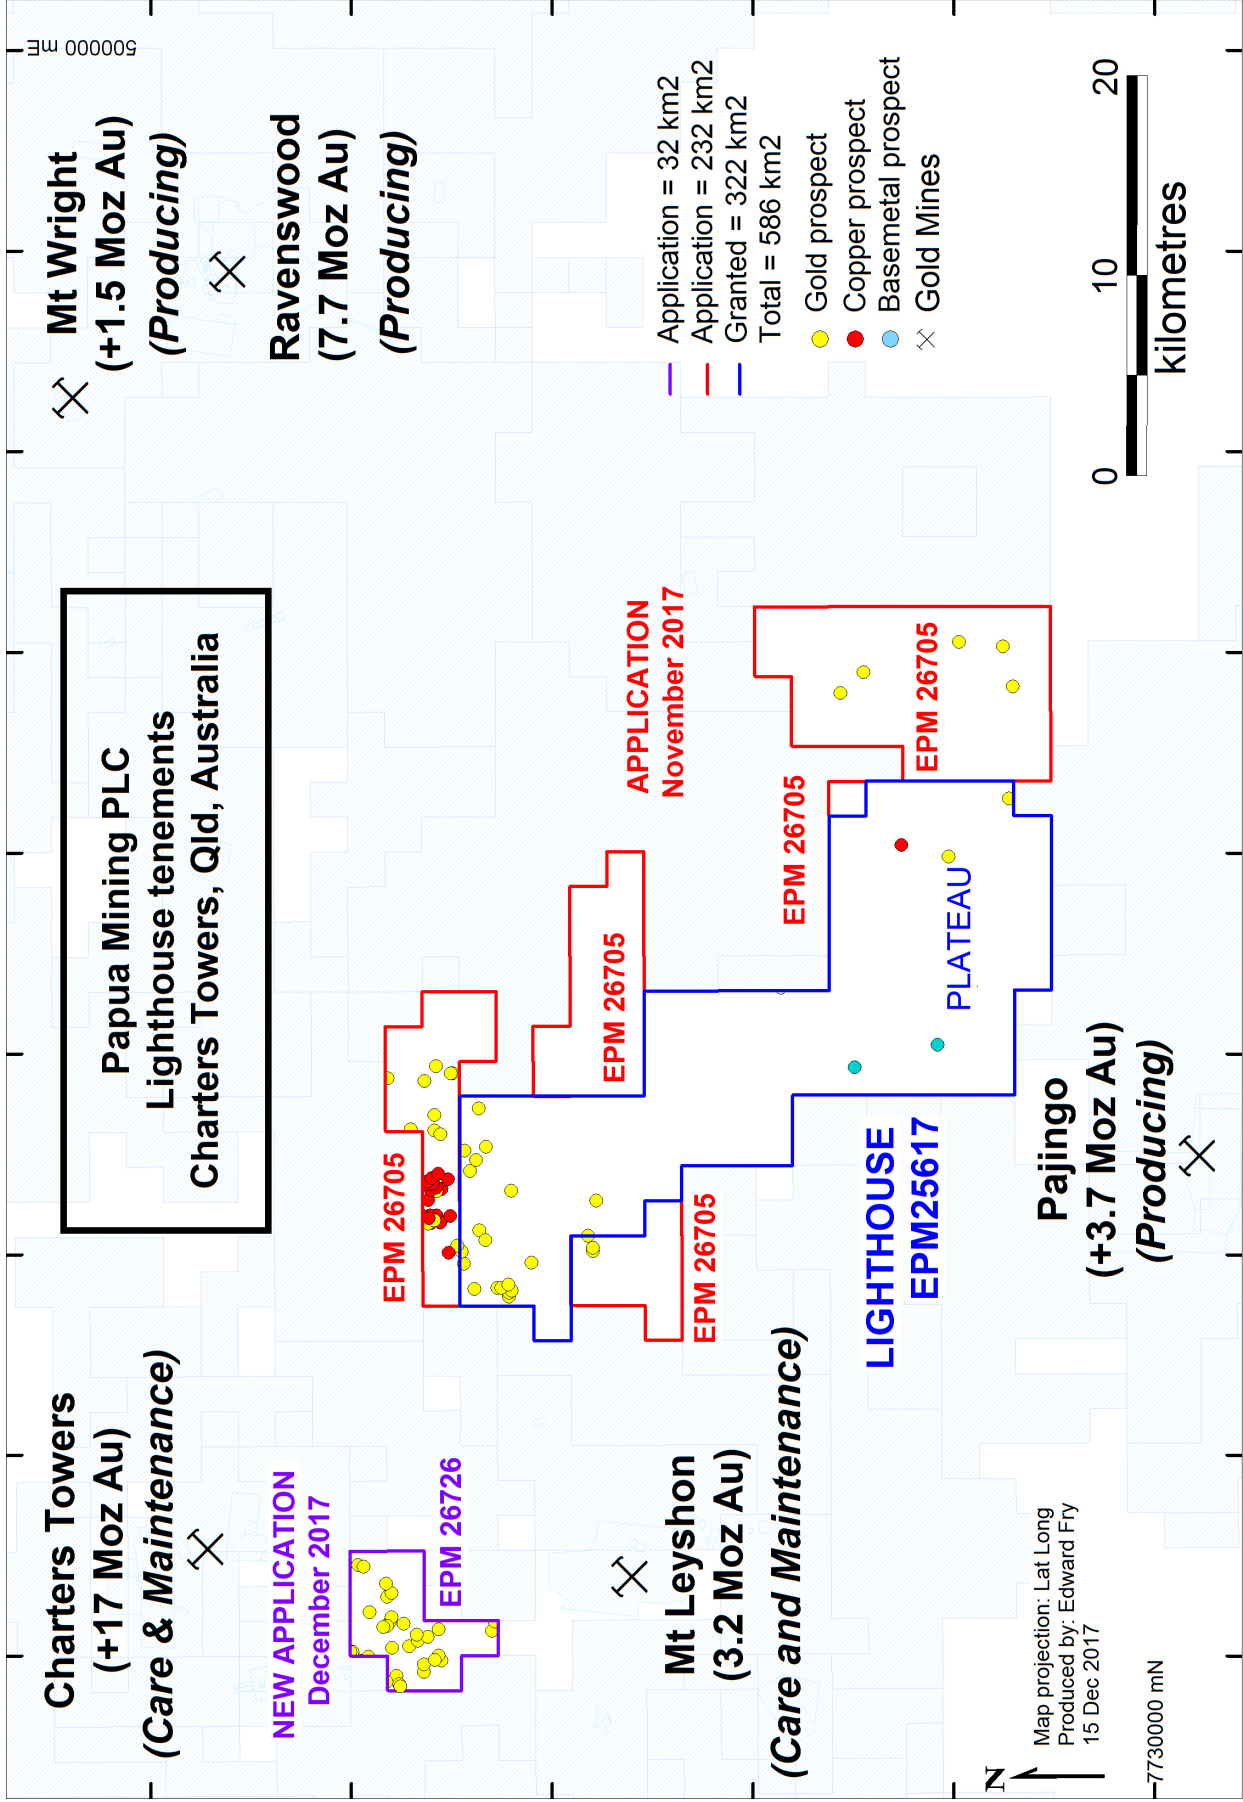 Papua Mining PLC
Lighthouse tenements
Charters Towers, Qld, Australia
Charters Towers
(+17 Moz Au)
(Care & Maintenance)
Mt Wright
(+1.5 Moz Au)
(Producing)
500000 mE
Ravenswood
(7.7 Moz Au)
(Producing)
NEW APPLICATION
December 2017
EPM 26726
EPM 26705
EPM 26705
APPLICATION
November 2017
EPM 26705
EPM 26705
EPM 26705
Mt Leyshon
(3.2 Moz Au)
(Care and Maintenance)
LIGHTHOUSE
EPM25617
PLATEAU
Pajingo
(+3.7 Moz Au)
(Producing)
Application = 32 km2
Application = 232 km2
Granted = 322 km2
Total = 586 km2
Gold prospect
Copper prospect
Basemetal prospect
Gold Mines
0 10 20
kilometres
N
Map projection: Lat Long
Produced by: Edward Fry
15 Dec 2017
7730000 mN